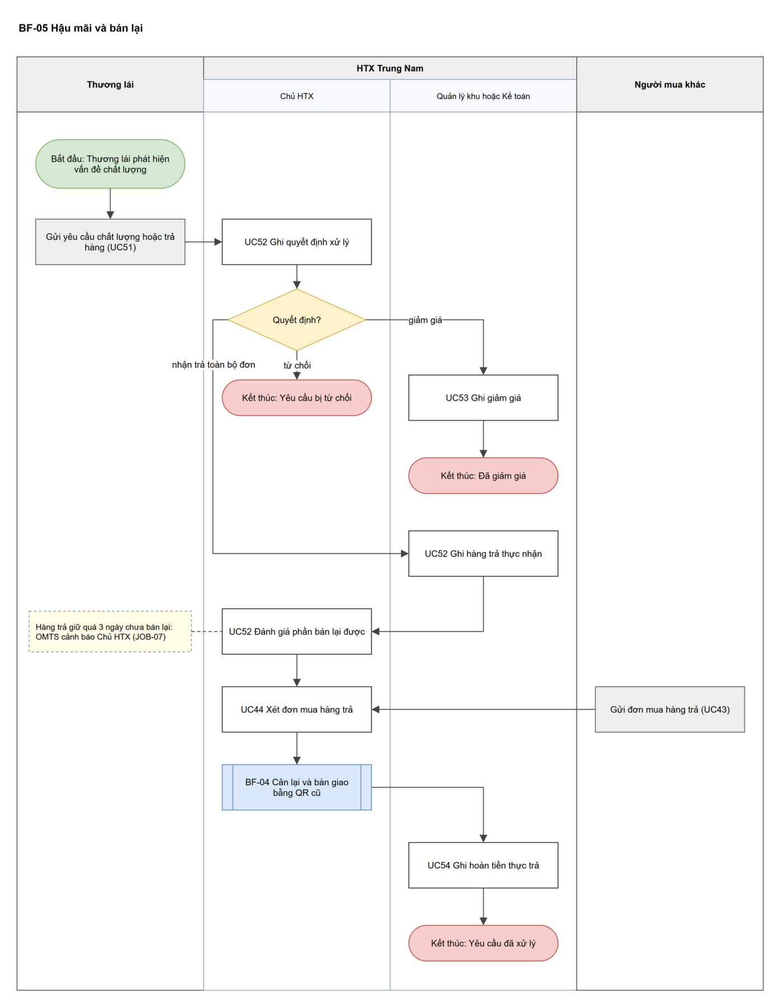 BF-05 Hậu mãi và bán lại
Thương lái
HTX Trung Nam
Người mua khác
Chủ HTX
Quản lý khu hoặc Kế toán
Bắt đầu: Thương lái phát hiện
vấn đề chất lượng
Gửi yêu cầu chất lượng hoặc trả
hàng (UC51)
UC52 Ghi quyết định xử lý
Quyết định?
giảm giá
nhận trả toàn bộ đơn
từ chối
Kết thúc: Yêu cầu bị từ chối
UC53 Ghi giảm giá
Kết thúc: Đã giảm giá
UC52 Ghi hàng trả thực nhận
Hàng trả giữ quá 3 ngày chưa bán lại:
OMTS cảnh báo Chủ HTX (JOB-07)
UC52 Đánh giá phần bán lại được
UC44 Xét đơn mua hàng trả
Gửi đơn mua hàng trả (UC43)
BF-04 Cân lại và bàn giao
bằng QR cũ
UC54 Ghi hoàn tiền thực trả
Kết thúc: Yêu cầu đã xử lý